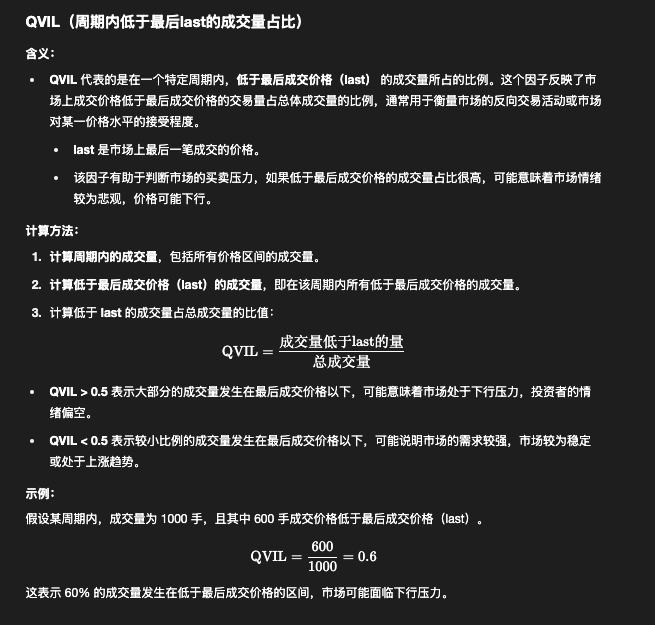 QVIL（周期内低于最后last的成交量占比）
含义：
• QVIL 代表的是在一个特定周期内，低于最后成交价格（last） 的成交量所占的比例。这个因子反映了市
场上成交价格低于最后成交价格的交易量占总体成交量的比例，通常用于衡量市场的反向交易活动或市场
对某一价格水平的接受程度。
• last 是市场上最后一笔成交的价格。
• 该因子有助于判断市场的买卖压力，如果低于最后成交价格的成交量占比很高，可能意味着市场情绪
较为悲观，价格可能下行。
计算方法：
1. 计算周期内的成交量，包括所有价格区间的成交量。
2. 计算低于最后成交价格（last）的成交量，即在该周期内所有低于最后成交价格的成交量。
3. 计算低于 last 的成交量占总成交量的比值：
QVIL = 成交量低于last的量
总成交量
• QVIL > 0.5 表示大部分的成交量发生在最后成交价格以下，可能意味着市场处于下行压力，投资者的情
绪偏空。
• QVIL < 0.5 表示较小比例的成交量发生在最后成交价格以下，可能说明市场的需求较强，市场较为稳定
或处于上涨趋势。
示例：
假设某周期内，成交量为 1000 手，且其中 600 手成交价格低于最后成交价格（last）。
QVIL = 600
1000 = 0.6
这表示 60% 的成交量发生在低于最后成交价格的区间，市场可能面临下行压力。